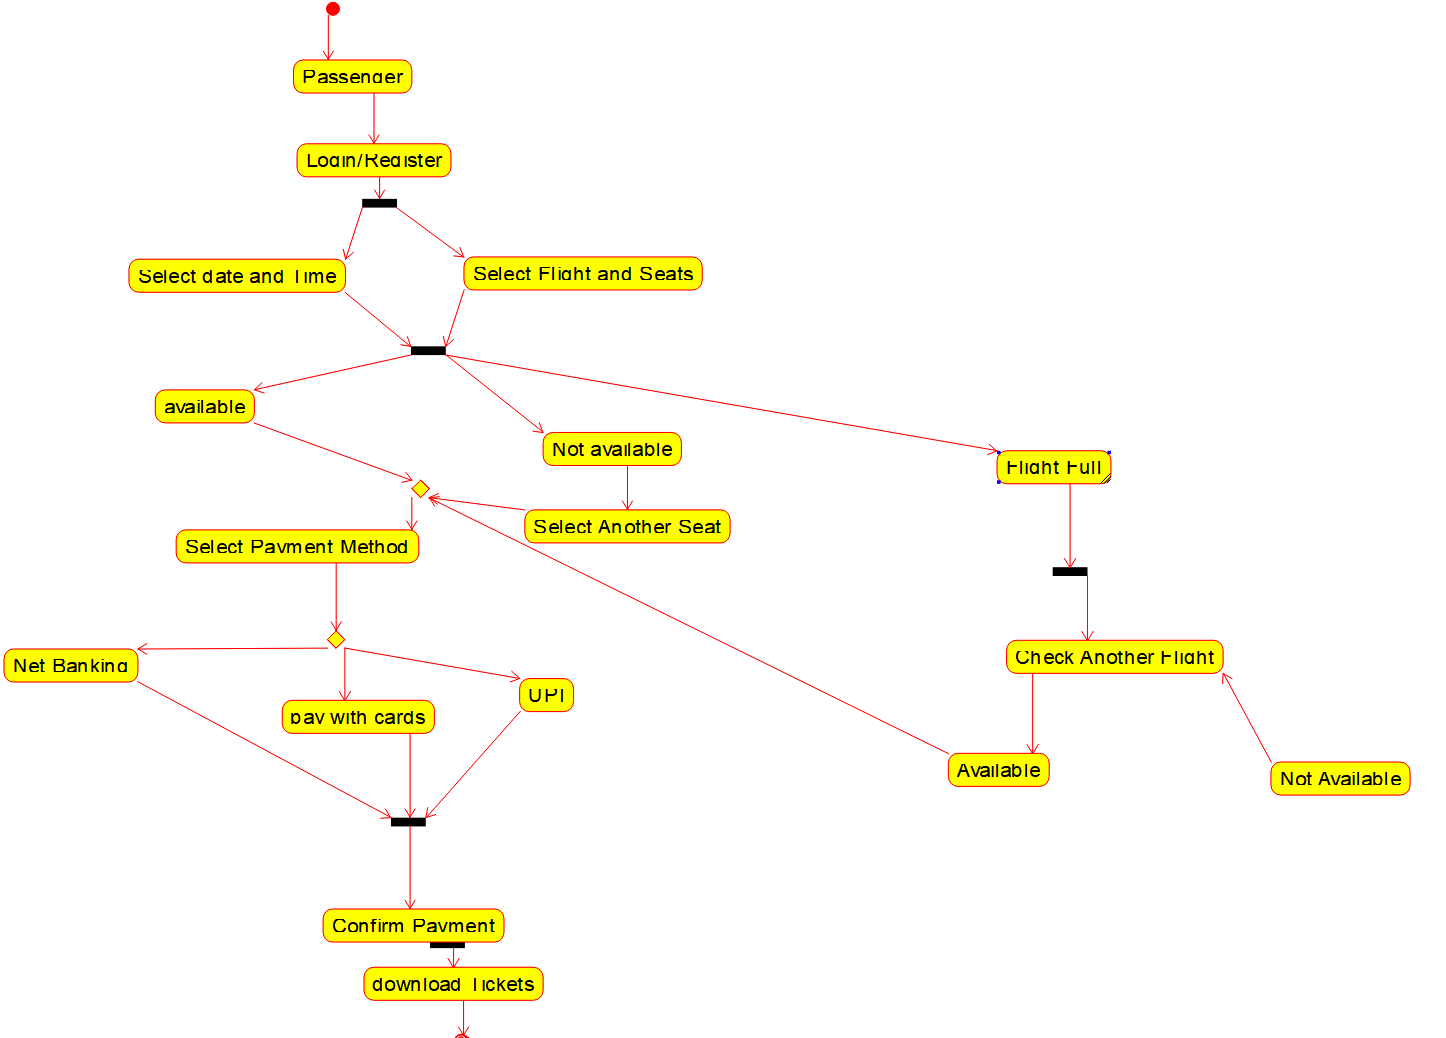 Passenger
Login/Register
Select date and Time
Select Flight and Seats
available
Not available
Flight Full
Select Another Seat
Select Payment Method
Net Banking
pay with cards
UPI
Check Another Flight
Available
Not Available
Confirm Payment
download Tickets